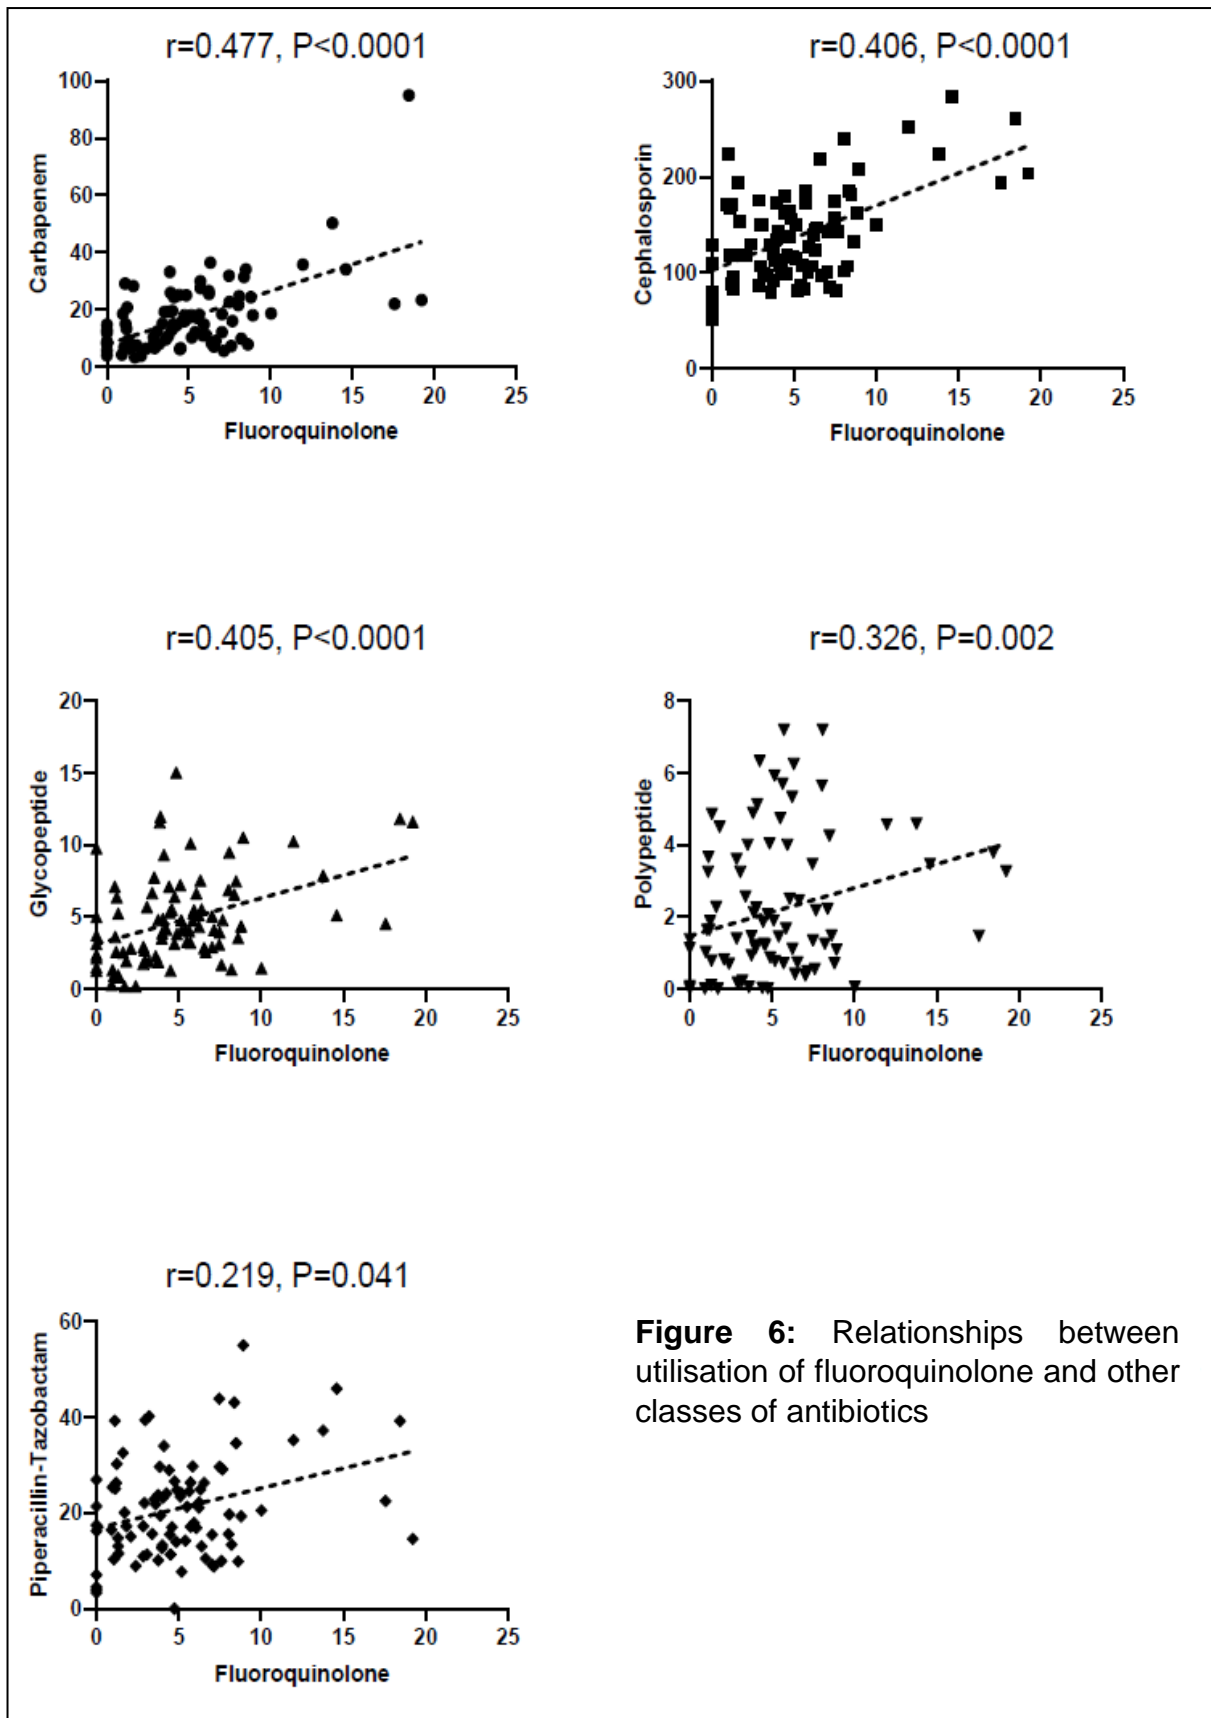 r=0.477, P<0.0001
100
80
60
40
20
0
Carbapenem
0 5 10 15 20 25
Fluoroquinolone
r=0.406, P<0.0001
300
200
100
0
Cephalosporin
0 5 10 15 20 25
Fluoroquinolone
r=0.405, P<0.0001
20
15
10
5
0
Glycopeptide
0 5 10 15 20 25
Fluoroquinolone
r=0.326, P=0.002
8
6
4
2
0
Polypeptide
0 5 10 15 20 25
Fluoroquinolone
r=0.219, P=0.041
60
40
20
0
Piperacillin-Tazobactam
0 5 10 15 20 25
Fluoroquinolone
Figure 6: Relationships between
utilisation of fluoroquinolone and other
classes of antibiotics